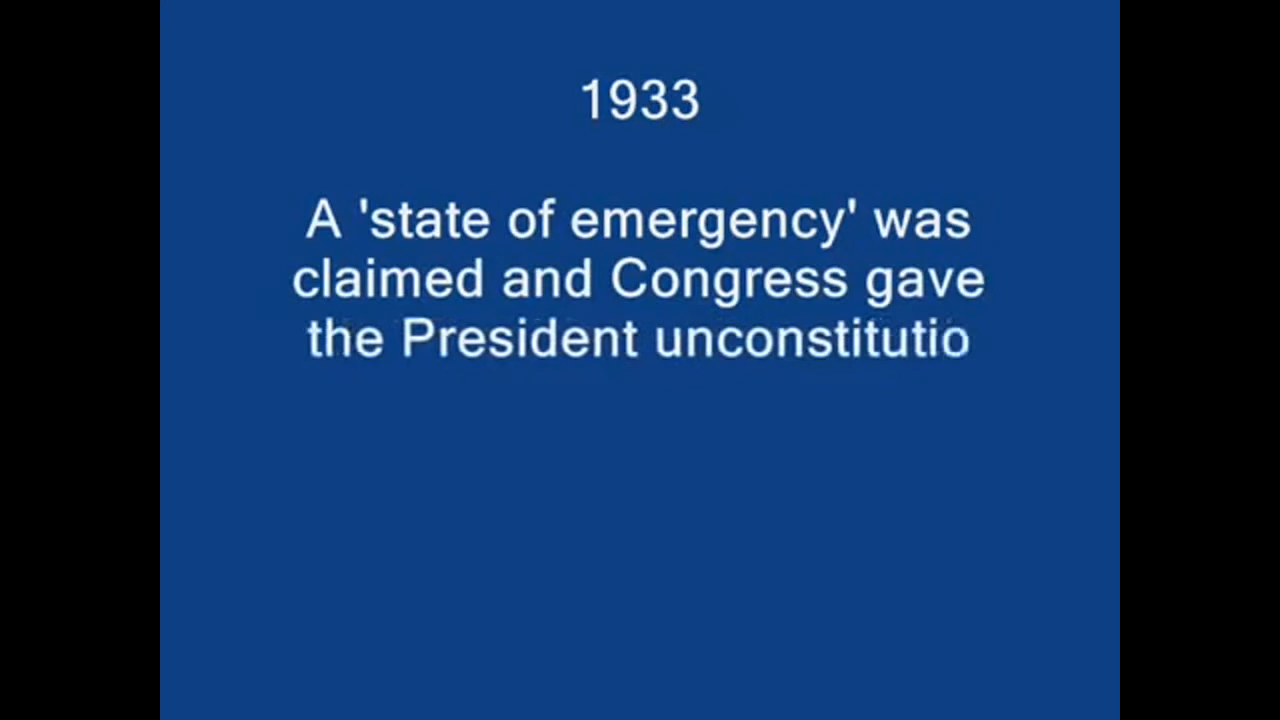 1933
A 'state of emergency' was
claimed and Congress gave
the President unconstitutio